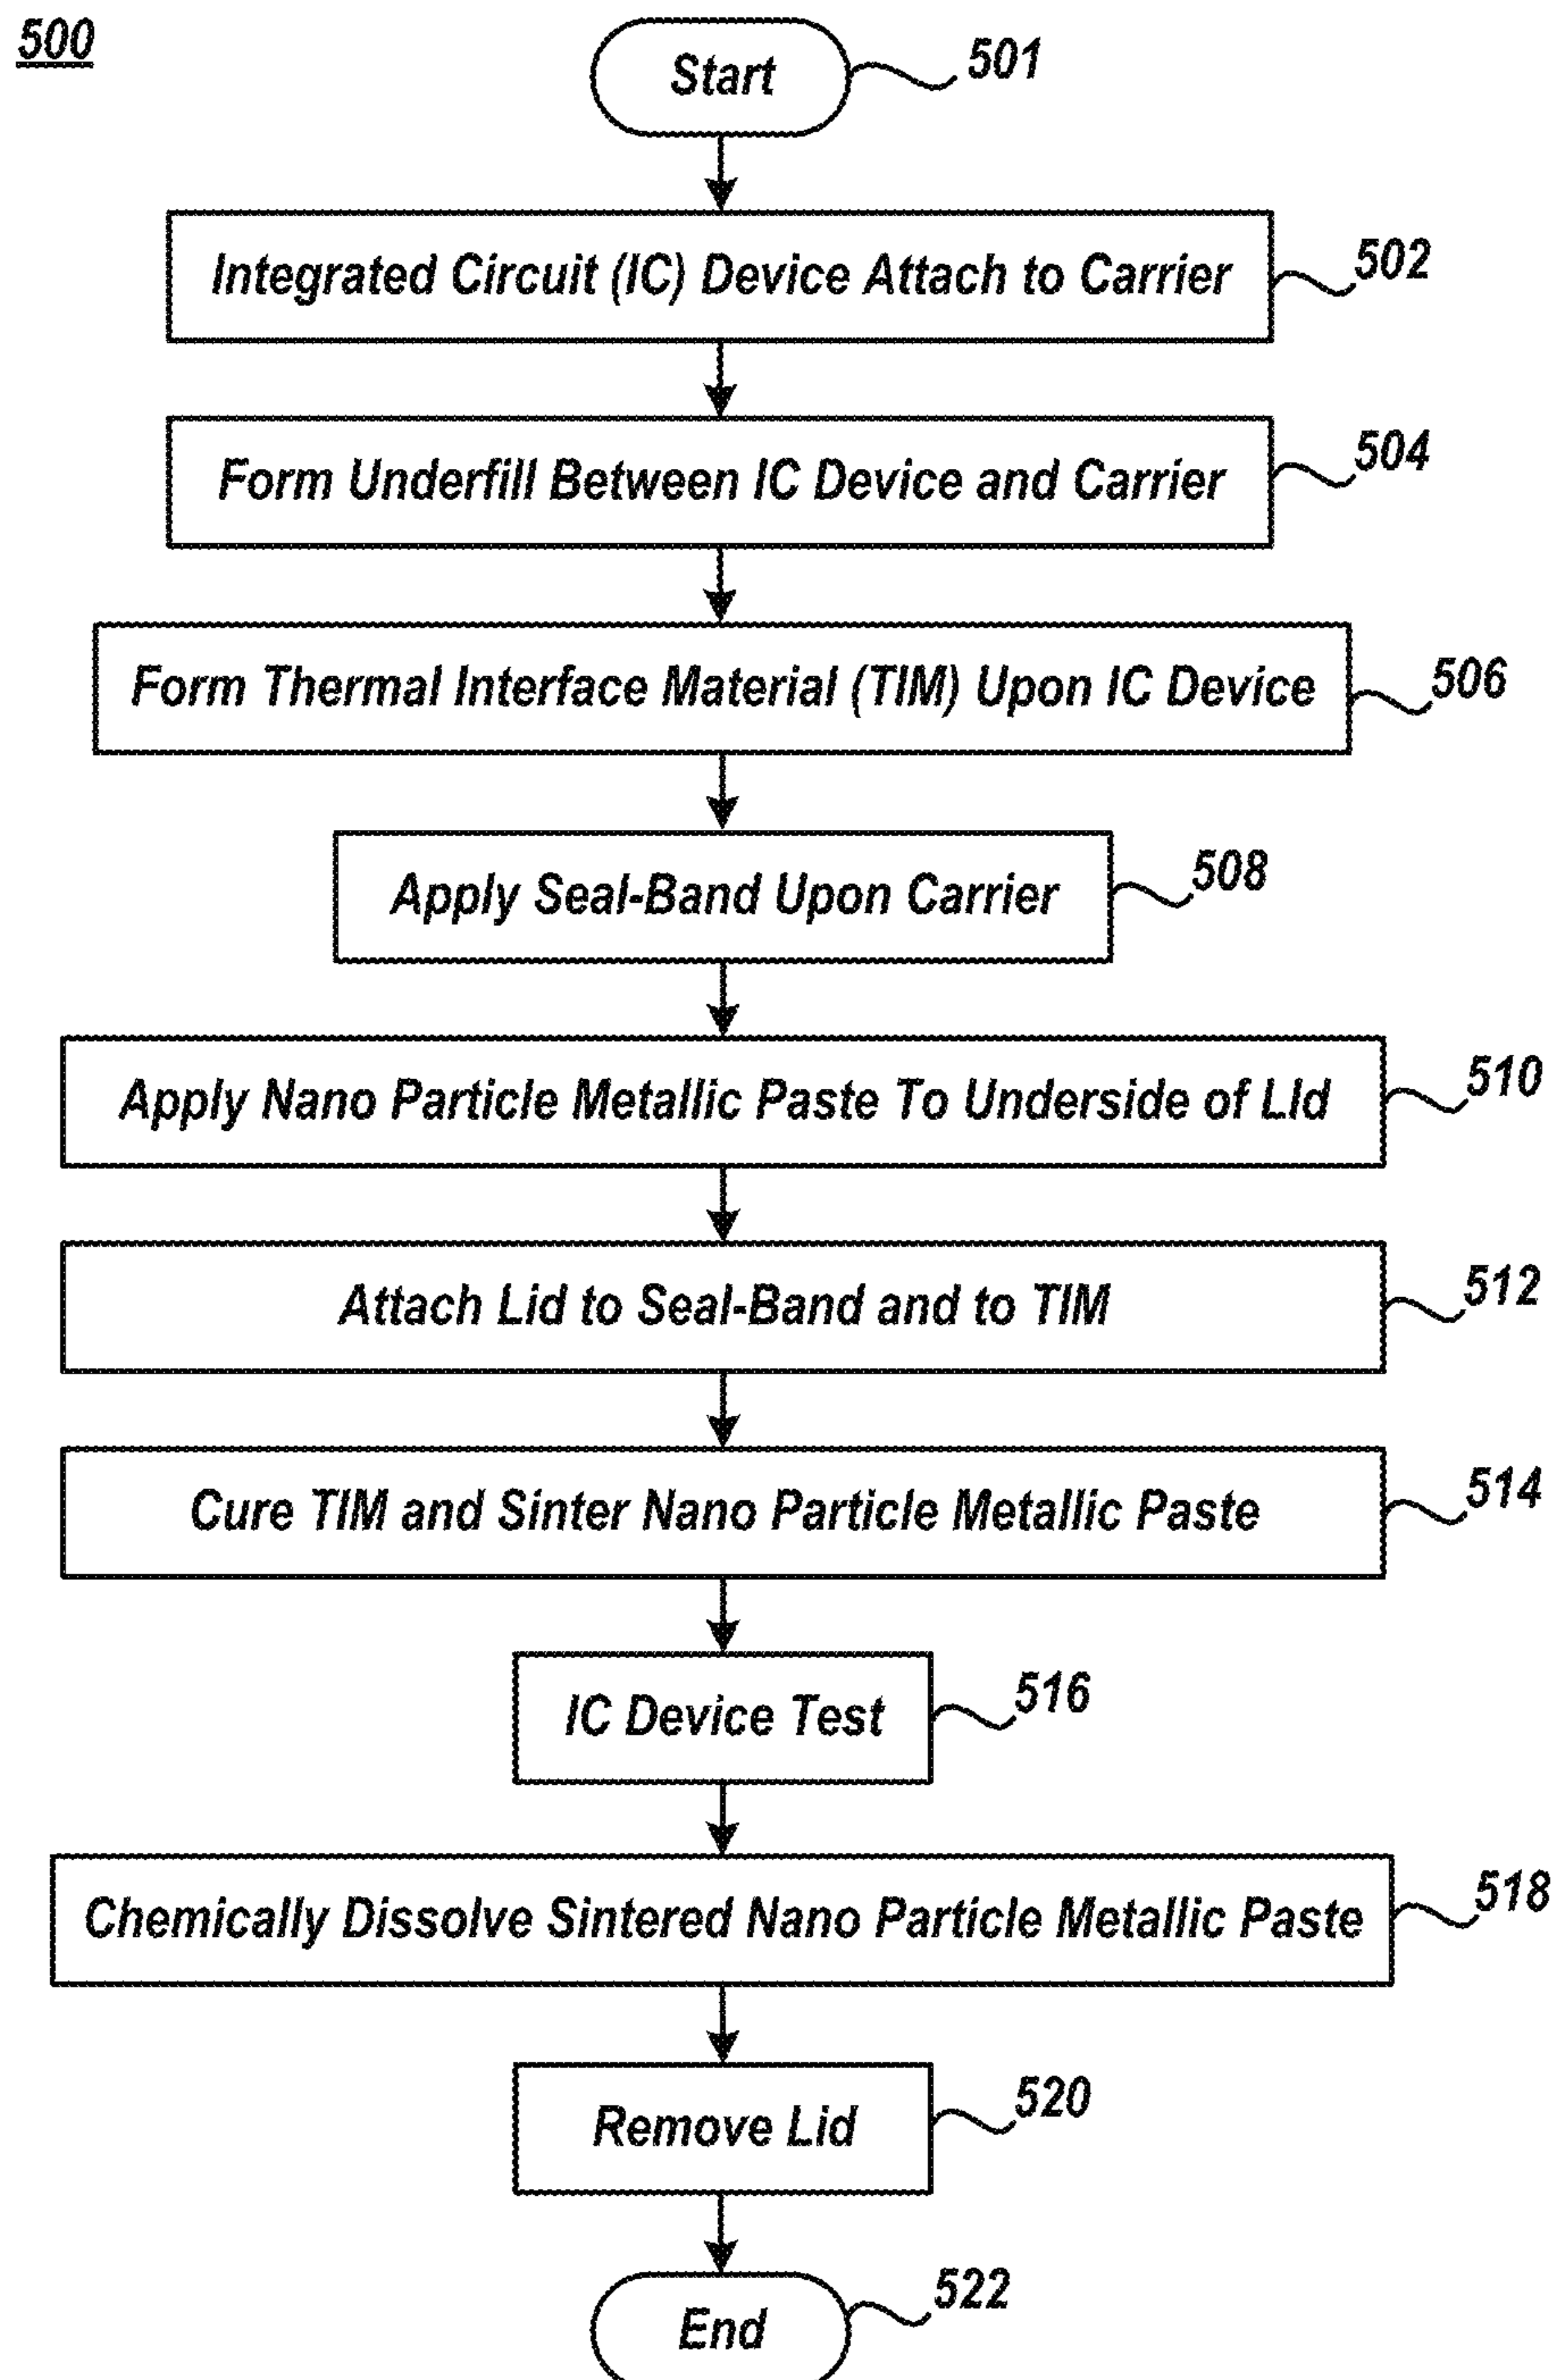 500
Start
501
Integrated Circuit (IC) Device Attach to Carrier
502
Form Underfill Between IC Device and Carrier
504
Form Thermal Interface Material (TIM) Upon IC Device
506
Apply Seal-Band Upon Carrier
508
Apply Nano Particle Metallic Paste To Underside of LId
510
Attach Lid to Seal-Band and to TIM
512
Cure TIM and Sinter Nano Particle Metallic Paste
514
IC Device Test
516
Chemically Dissolve Sintered Nano Particle Metallic Paste
518
Remove Lid
520
End
522